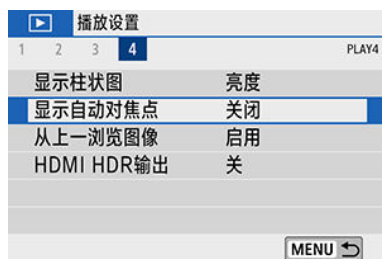 播放设置
1 2 3 4 PLAY4
显示柱状图 亮度
显示自动对焦点 关闭
从上一浏览图像 启用
HDMI HDR输出 关
MENU